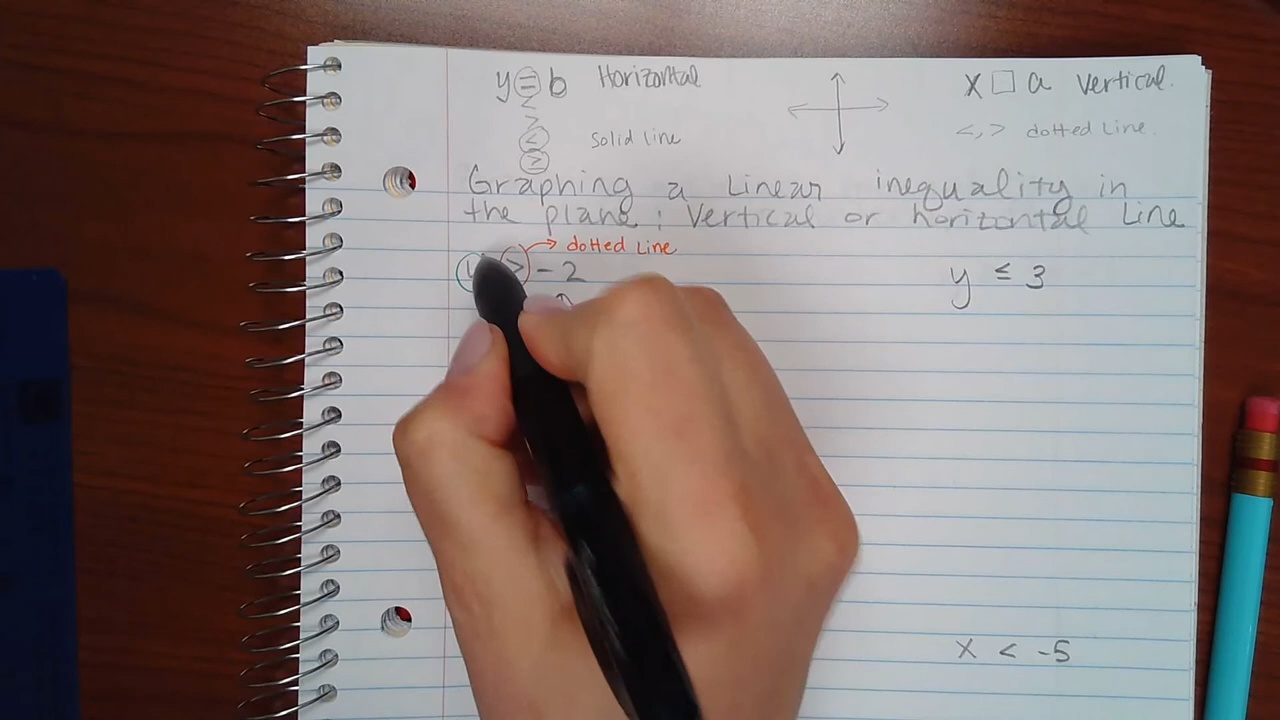 y = b Horizontal
<
>
≤ Solid line
≥
x □ a Vertical.
<, > dotted Line.
Graphing a Linear inequality in
the plane: Vertical or horizontal Line
y > -2
→ dotted Line
y ≤ 3
x < -5